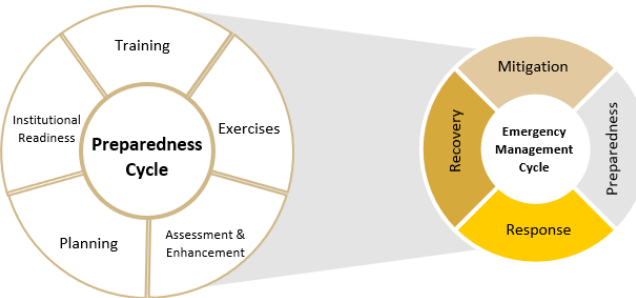 Training
Exercises
Assessment &
Enhancement
Planning
Institutional
Readiness
Preparedness
Cycle
Mitigation
Preparedness
Response
Recovery
Emergency
Management
Cycle